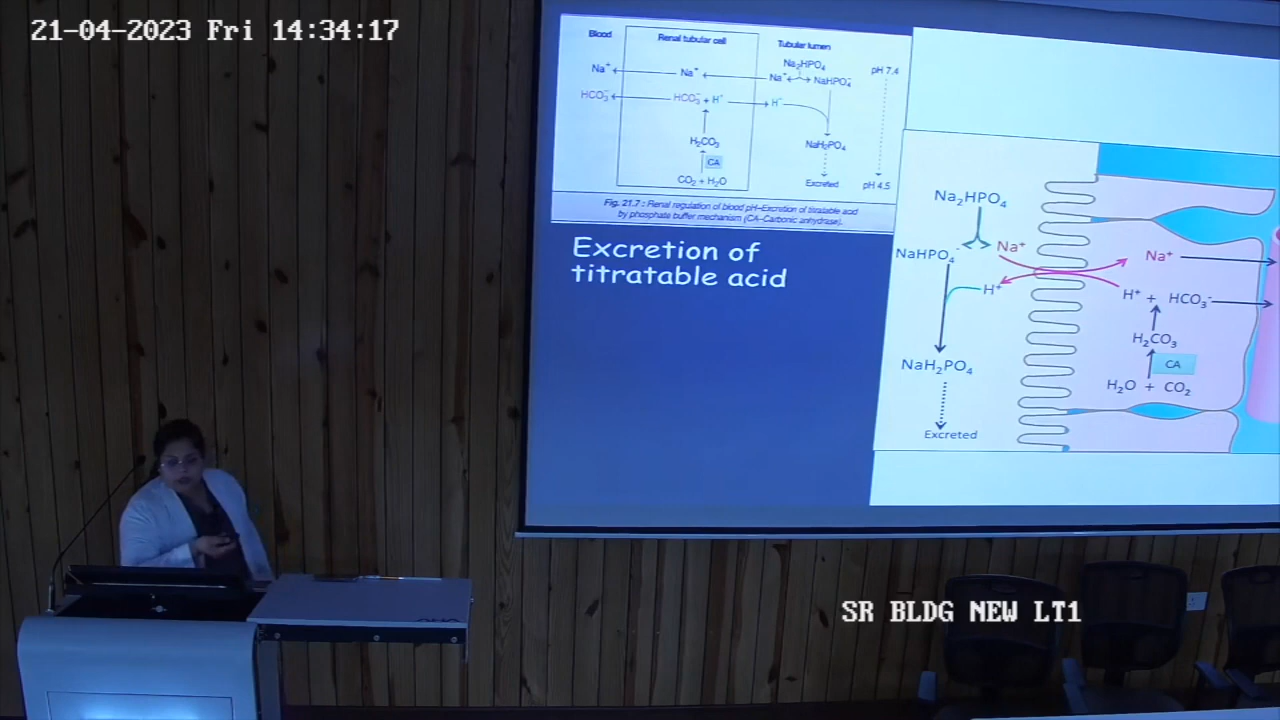 21-04-2023 Fri 14:34:17
Blood
Renal tubular cell
Tubular lumen
Na₂HPO₄
pH 7.4
Na⁺
Na⁺
Na⁺
NaHPO₄⁻
HCO₃⁻
HCO₃⁻ + H⁺
H⁺
H₂CO₃
NaH₂PO₄
CA
CO₂ + H₂O
Excreted
pH 4.5
Fig. 21.7 : Renal regulation of blood pH–Excretion of titratable acid
by phosphate buffer mechanism (CA–Carbonic anhydrase).
Excretion of
titratable acid
Na₂HPO₄
NaHPO₄⁻
Na⁺
Na⁺
H⁺
H⁺ + HCO₃⁻
H₂CO₃
NaH₂PO₄
CA
H₂O + CO₂
Excreted
SR BLDG NEW LT1